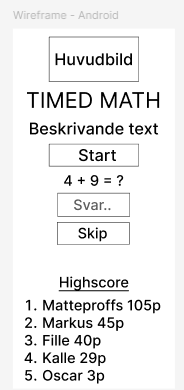 Wireframe - Android
Huvudbild
TIMED MATH
Beskrivande text
Start
4 + 9 = ?
Svar..
Skip
Highscore
1. Matteproffs 105p
2. Markus 45p
3. Fille 40p
4. Kalle 29p
5. Oscar 3p